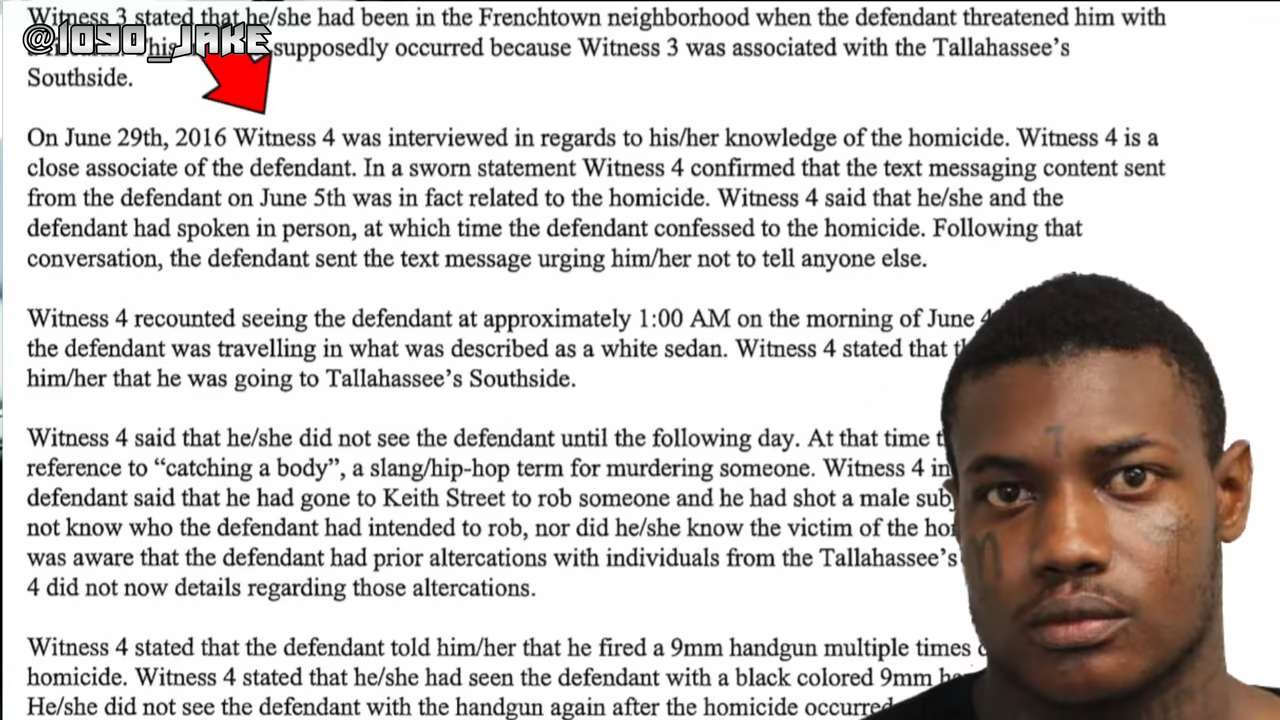 Witness 3 stated that he/she had been in the Frenchtown neighborhood when the defendant threatened him with
@1090_JAKE
supposedly occurred because Witness 3 was associated with the Tallahassee's
Southside.
On June 29th, 2016 Witness 4 was interviewed in regards to his/her knowledge of the homicide. Witness 4 is a
close associate of the defendant. In a sworn statement Witness 4 confirmed that the text messaging content sent
from the defendant on June 5th was in fact related to the homicide. Witness 4 said that he/she and the
defendant had spoken in person, at which time the defendant confessed to the homicide. Following that
conversation, the defendant sent the text message urging him/her not to tell anyone else.
Witness 4 recounted seeing the defendant at approximately 1:00 AM on the morning of June
the defendant was travelling in what was described as a white sedan. Witness 4 stated that
him/her that he was going to Tallahassee's Southside.
Witness 4 said that he/she did not see the defendant until the following day. At that time
reference to “catching a body”, a slang/hip-hop term for murdering someone. Witness 4
defendant said that he had gone to Keith Street to rob someone and he had shot a male
not know who the defendant had intended to rob, nor did he/she know the victim of the
was aware that the defendant had prior altercations with individuals from the Tallahassee's
4 did not now details regarding those altercations.
Witness 4 stated that the defendant told him/her that he fired a 9mm handgun multiple times
homicide. Witness 4 stated that he/she had seen the defendant with a black colored 9mm
He/she did not see the defendant with the handgun again after the homicide occurred